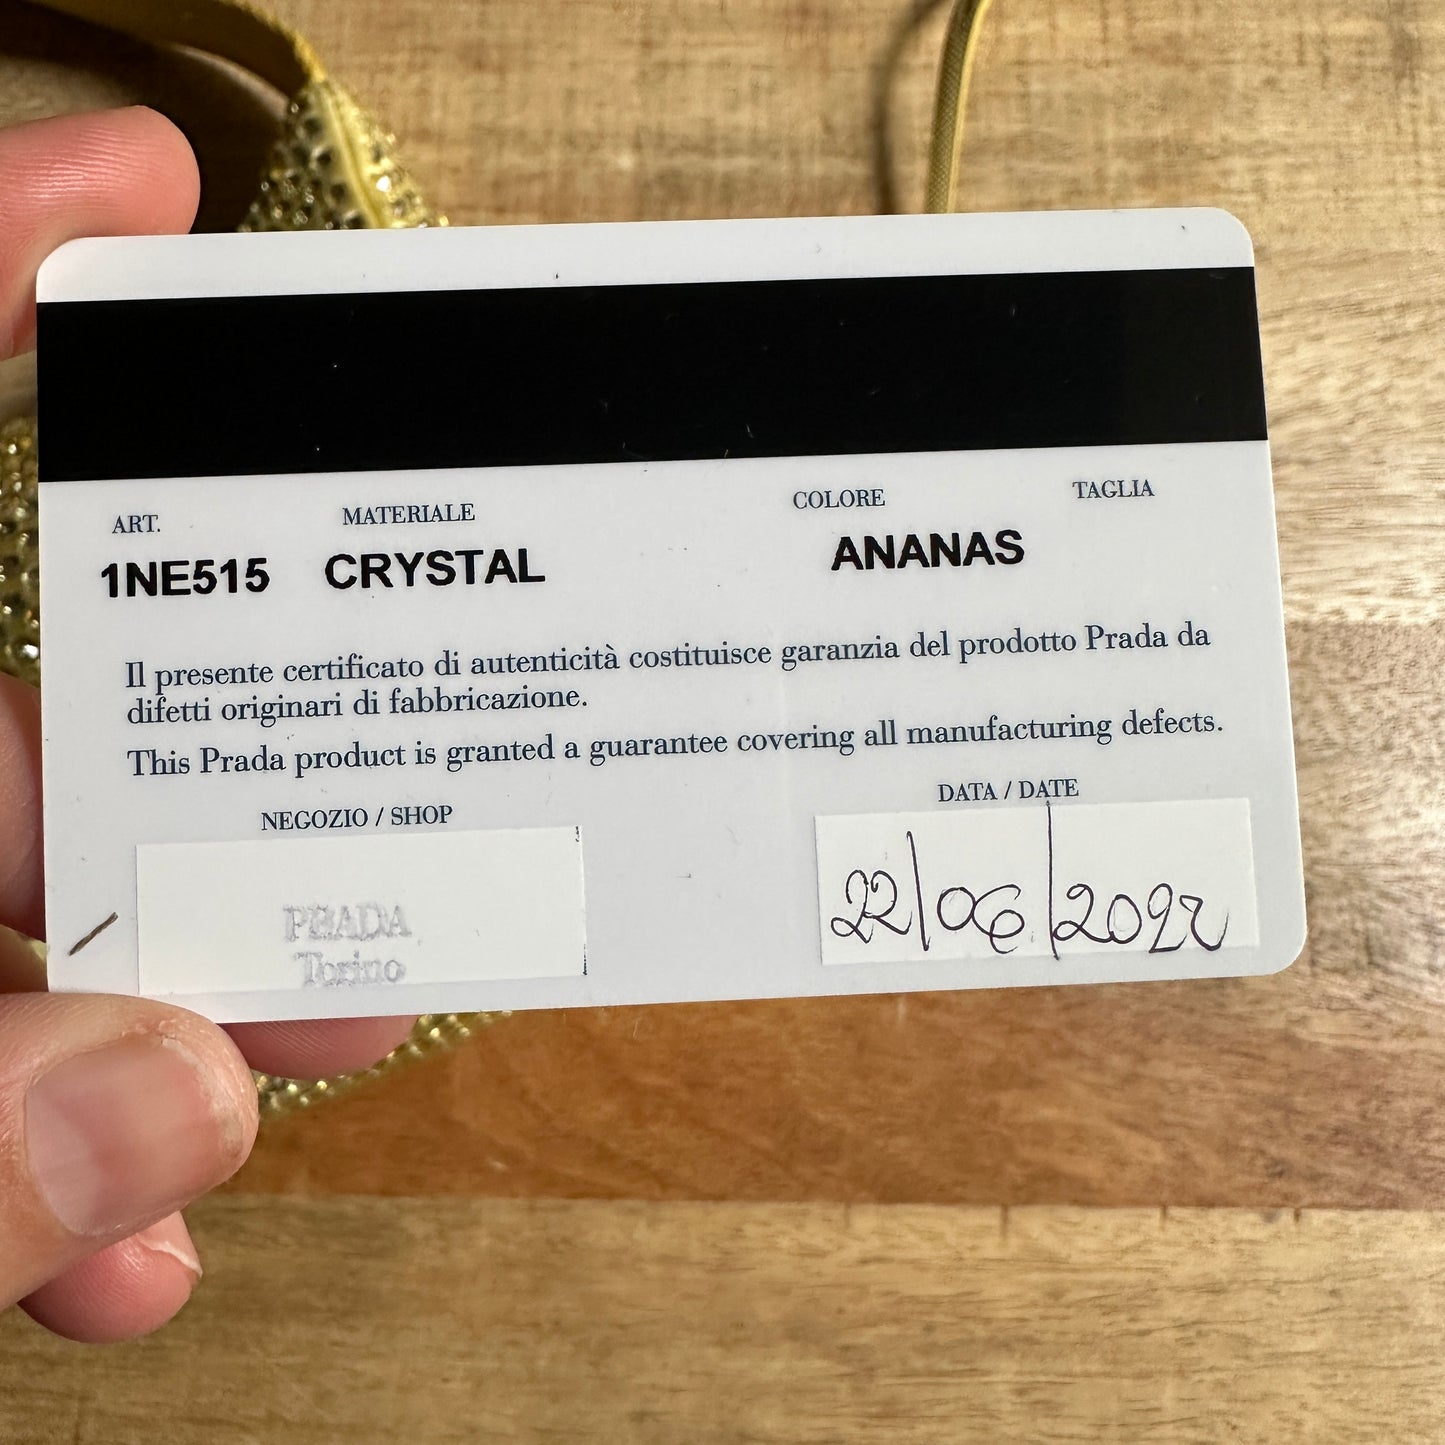 ART. MATERIALE COLORE TAGLIA
1NE515 CRYSTAL ANANAS
Il presente certificato di autenticità costituisce garanzia del prodotto Prada da
difetti originari di fabbricazione.
This Prada product is granted a guarantee covering all manufacturing defects.
NEGOZIO / SHOP DATA / DATE
PRADA
Torino
22/06/2022